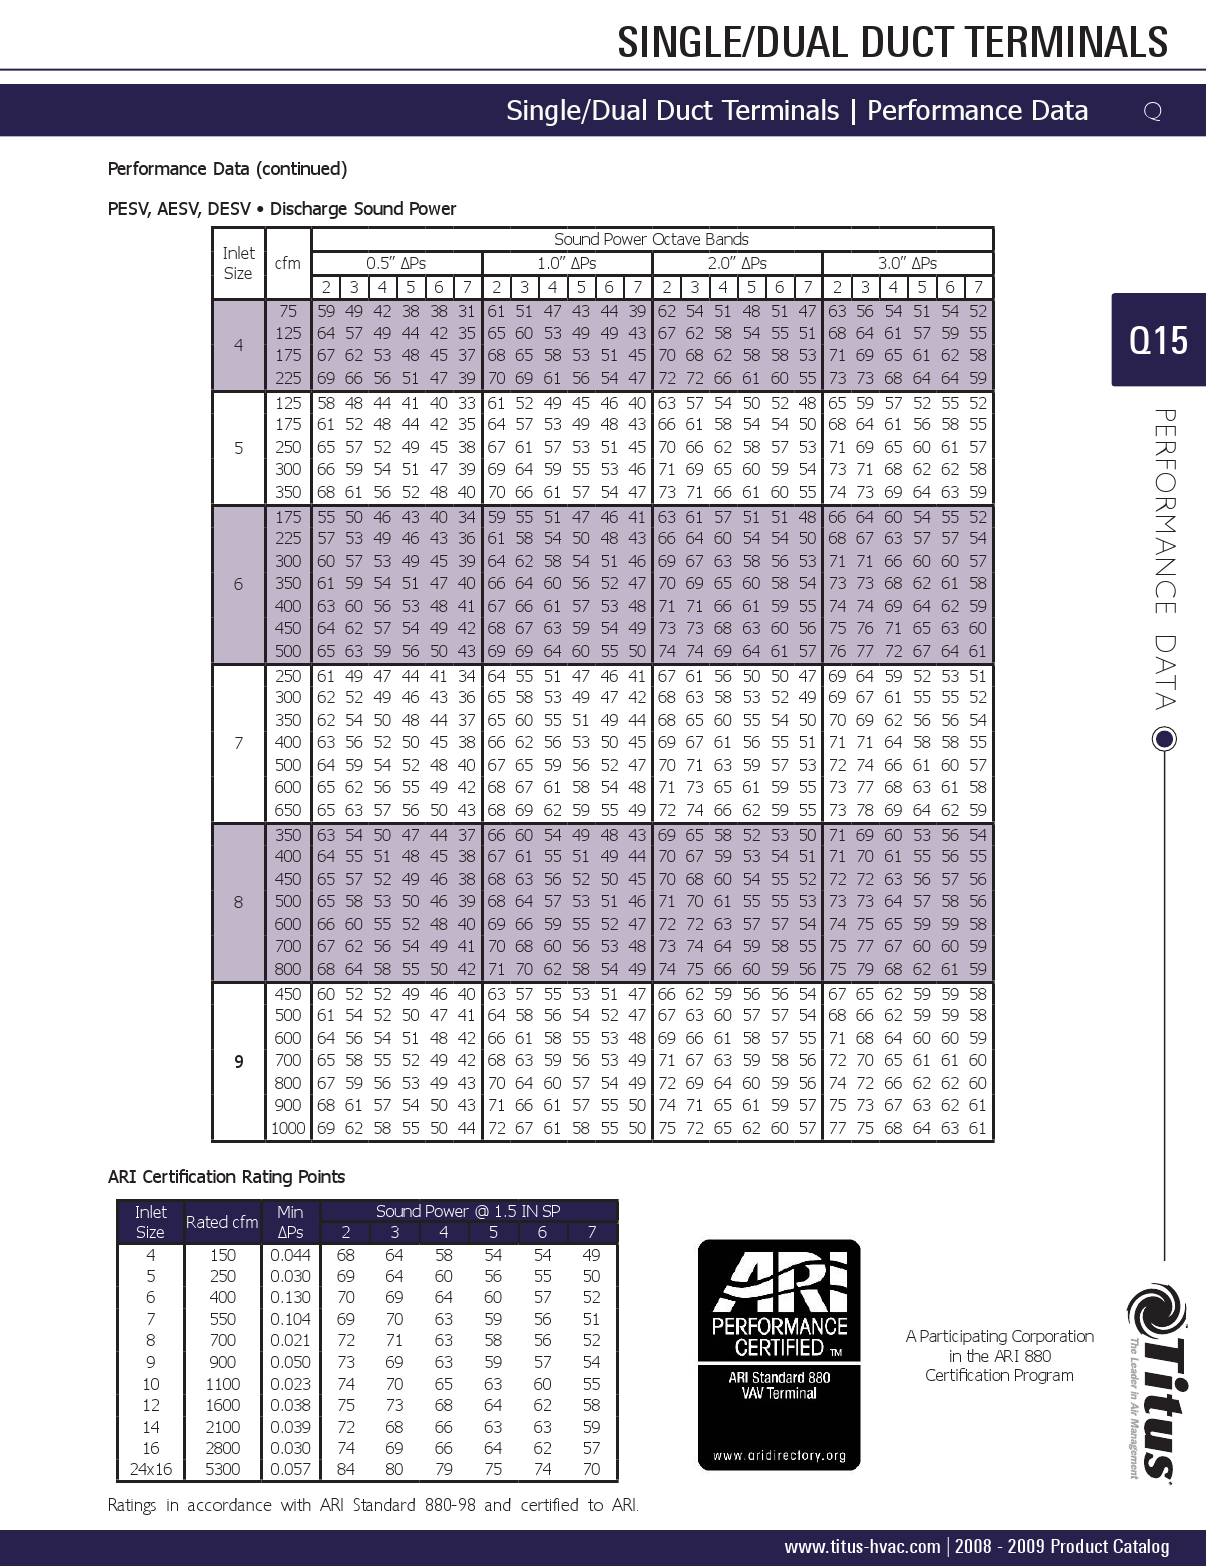 SINGLE/DUAL DUCT TERMINALS
Single/Dual Duct Terminals | Performance Data Q
Performance Data (continued)
PESV, AESV, DESV • Discharge Sound Power
Inlet Size cfm Sound Power Octave Bands
0.5" ΔPs 1.0" ΔPs 2.0" ΔPs 3.0" ΔPs
2 3 4 5 6 7 2 3 4 5 6 7 2 3 4 5 6 7 2 3 4 5 6 7
4
75 59 49 42 38 38 31 61 51 47 43 44 39 62 54 51 48 51 47 63 56 54 51 54 52
125 64 57 49 44 42 35 65 60 53 49 49 43 67 62 58 54 55 51 68 64 61 57 59 55
175 67 62 53 48 45 37 68 65 58 53 51 45 70 68 62 58 58 53 71 69 65 61 62 58
225 69 66 56 51 47 39 70 69 61 56 54 47 72 72 66 61 60 55 73 73 68 64 64 59
5
125 58 48 44 41 40 33 61 52 49 45 46 40 63 57 54 50 52 48 65 59 57 52 55 52
175 61 52 48 44 42 35 64 57 53 49 48 43 66 61 58 54 54 50 68 64 61 56 58 55
250 65 57 52 49 45 38 67 61 57 53 51 45 70 66 62 58 57 53 71 69 65 60 61 57
300 66 59 54 51 47 39 69 64 59 55 53 46 71 69 65 60 59 54 73 71 68 62 62 58
350 68 61 56 52 48 40 70 66 61 57 54 47 73 71 66 61 60 55 74 73 69 64 63 59
6
175 55 50 46 43 40 34 59 55 51 47 46 41 63 61 57 51 51 48 66 64 60 54 55 52
225 57 53 49 46 43 36 61 58 54 50 48 43 66 64 60 54 54 50 68 67 63 57 57 54
300 60 57 53 49 45 39 64 62 58 54 51 46 69 67 63 58 56 53 71 71 66 60 60 57
350 61 59 54 51 47 40 66 64 60 56 52 47 70 69 65 60 58 54 73 73 68 62 61 58
400 63 60 56 53 48 41 67 66 61 57 53 48 71 71 66 61 59 55 74 74 69 64 62 59
450 64 62 57 54 49 42 68 67 63 59 54 49 73 73 68 63 60 56 75 76 71 65 63 60
500 65 63 59 56 50 43 69 69 64 60 55 50 74 74 69 64 61 57 76 77 72 67 64 61
7
250 61 49 47 44 41 34 64 55 51 47 46 41 67 61 56 50 50 47 69 64 59 52 53 51
300 62 52 49 46 43 36 65 58 53 49 47 42 68 63 58 53 52 49 69 67 61 55 55 52
350 62 54 50 48 44 37 65 60 55 51 49 44 68 65 60 55 54 50 70 69 62 56 56 54
400 63 56 52 50 45 38 66 62 56 53 50 45 69 67 61 56 55 51 71 71 64 58 58 55
500 64 59 54 52 48 40 67 65 59 56 52 47 70 71 63 59 57 53 72 74 66 61 60 57
600 65 62 56 55 49 42 68 67 61 58 54 48 71 73 65 61 59 55 73 77 68 63 61 58
650 65 63 57 56 50 43 68 69 62 59 55 49 72 74 66 62 59 55 73 78 69 64 62 59
8
350 63 54 50 47 44 37 66 60 54 49 48 43 69 65 58 52 53 50 71 69 60 53 56 54
400 64 55 51 48 45 38 67 61 55 51 49 44 70 67 59 53 54 51 71 70 61 55 56 55
450 65 57 52 49 46 38 68 63 56 52 50 45 70 68 60 54 55 52 72 72 63 56 57 56
500 65 58 53 50 46 39 68 64 57 53 51 46 71 70 61 55 55 53 73 73 64 57 58 56
600 66 60 55 52 48 40 69 66 59 55 52 47 72 72 63 57 57 54 74 75 65 59 59 58
700 67 62 56 54 49 41 70 68 60 56 53 48 73 74 64 59 58 55 75 77 67 60 60 59
800 68 64 58 55 50 42 71 70 62 58 54 49 74 75 66 60 59 56 75 79 68 62 61 59
9
450 60 52 52 49 46 40 63 57 55 53 51 47 66 62 59 56 56 54 67 65 62 59 59 58
500 61 54 52 50 47 41 64 58 56 54 52 47 67 63 60 57 57 54 68 66 62 59 59 58
600 64 56 54 51 48 42 66 61 58 55 53 48 69 66 61 58 57 55 71 68 64 60 60 59
700 65 58 55 52 49 42 68 63 59 56 53 49 71 67 63 59 58 56 72 70 65 61 61 60
800 67 59 56 53 49 43 70 64 60 57 54 49 72 69 64 60 59 56 74 72 66 62 62 60
900 68 61 57 54 50 43 71 66 61 57 55 50 74 71 65 61 59 57 75 73 67 63 62 61
1000 69 62 58 55 50 44 72 67 61 58 55 50 75 72 65 62 60 57 77 75 68 64 63 61
ARI Certification Rating Points
Inlet Size Rated cfm Min ΔPs Sound Power @ 1.5 IN SP
2 3 4 5 6 7
4 150 0.044 68 64 58 54 54 49
5 250 0.030 69 64 60 56 55 50
6 400 0.130 70 69 64 60 57 52
7 550 0.104 69 70 63 59 56 51
8 700 0.021 72 71 63 58 56 52
9 900 0.050 73 69 63 59 57 54
10 1100 0.023 74 70 65 63 60 55
12 1600 0.038 75 73 68 64 62 58
14 2100 0.039 72 68 66 63 63 59
16 2800 0.030 74 69 66 64 62 57
24x16 5300 0.057 84 80 79 75 74 70
Ratings in accordance with ARI Standard 880-98 and certified to ARI.
ARI
PERFORMANCE
CERTIFIED TM
ARI Standard 880
VAV Terminal
www.aridirectory.org
A Participating Corporation
in the ARI 880
Certification Program
Q15
PERFORMANCE DATA
Titus
The Leader in Air Management
www.titus-hvac.com | 2008 - 2009 Product Catalog